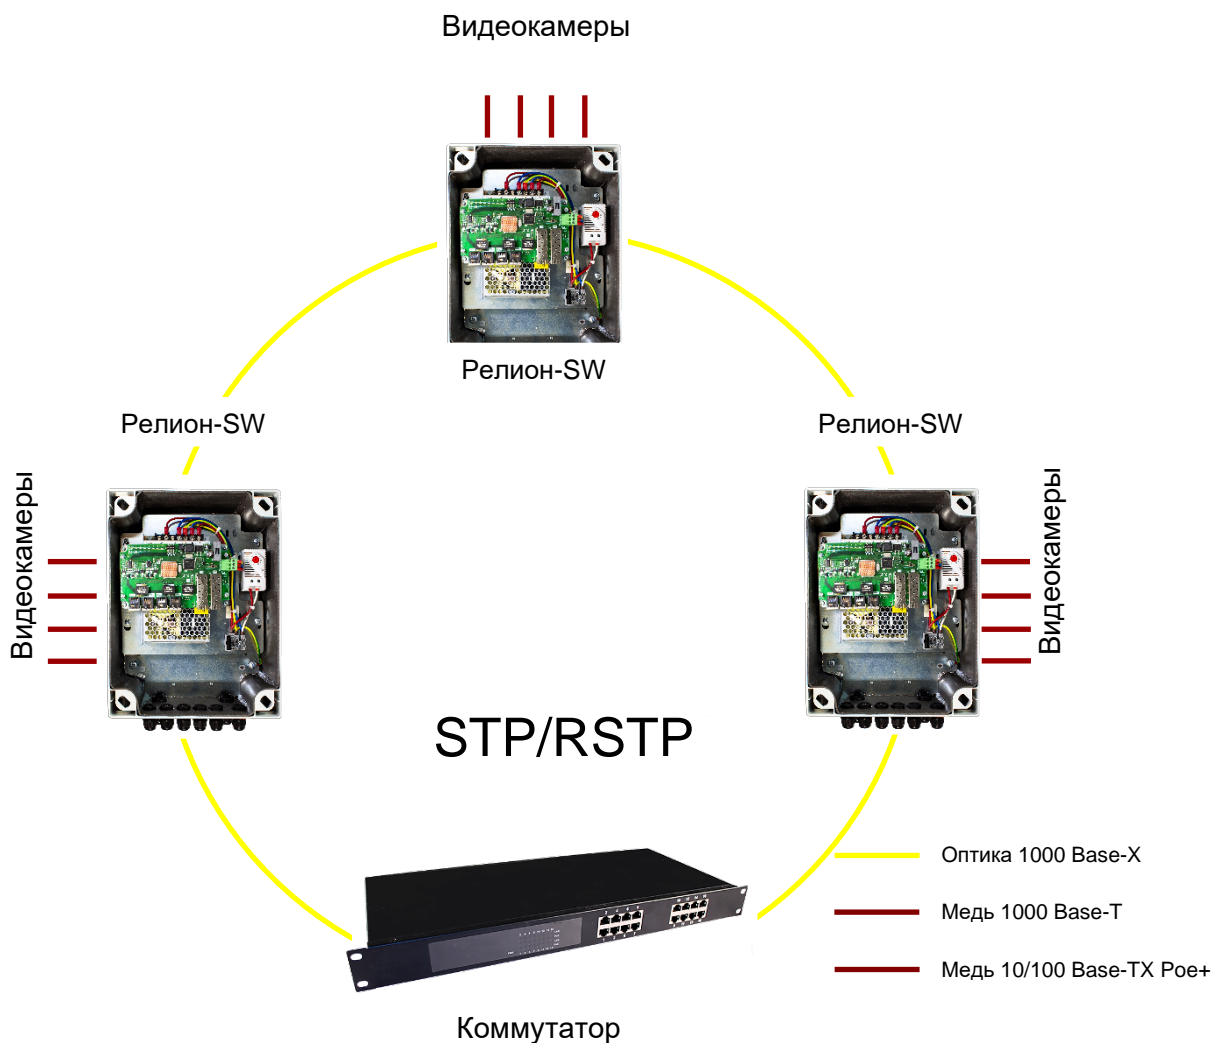 Видеокамеры
Релион-SW
Релион-SW
Релион-SW
Видеокамеры
Видеокамеры
STP/RSTP
Оптика 1000 Base-X
Медь 1000 Base-T
Медь 10/100 Base-TX Poe+
Коммутатор